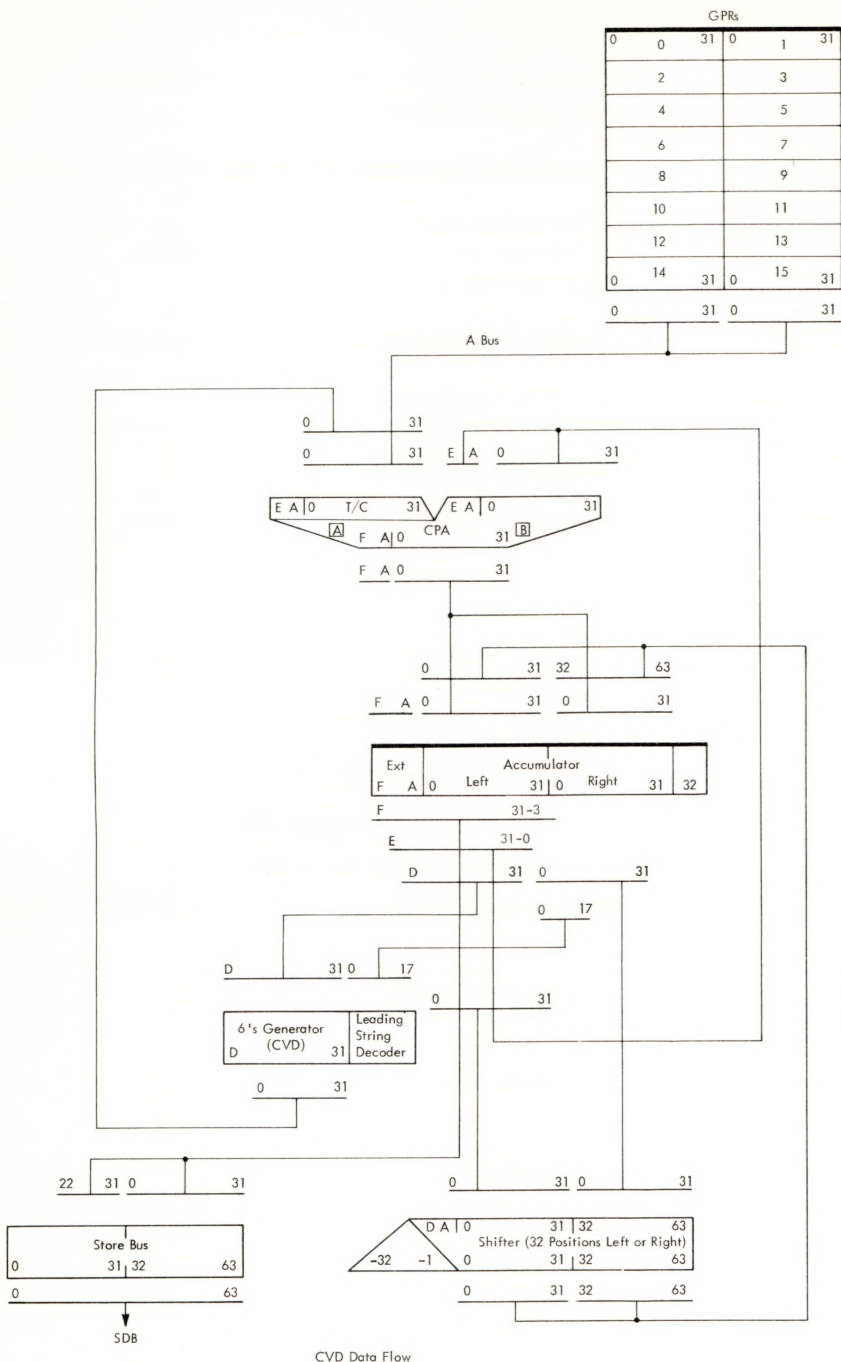 GPRs
0 0 31 0 1 31
2 3
4 5
6 7
8 9
10 11
12 13
0 14 31 0 15 31
0 31 0 31
A Bus
0 31
0 31 E A 0 31
E A 0 T/C 31 E A 0 31
A F A 0 CPA 31 B
F A 0 31
0 31 32 63
F A 0 31 0 31
Ext Accumulator
F A 0 Left 31 0 Right 31 32
F 31-3
E 31-0
D 31 0 31
0 17
D 31 0 17
0 31
6's Generator Leading
(CVD) String
D 31 Decoder
0 31
22 31 0 31 0 31 0 31
D A 0 31 32 63
Store Bus Shifter (32 Positions Left or Right)
0 31 32 63 -32 -1 0 31 32 63
0 63 0 31 32 63
SDB
CVD Data Flow